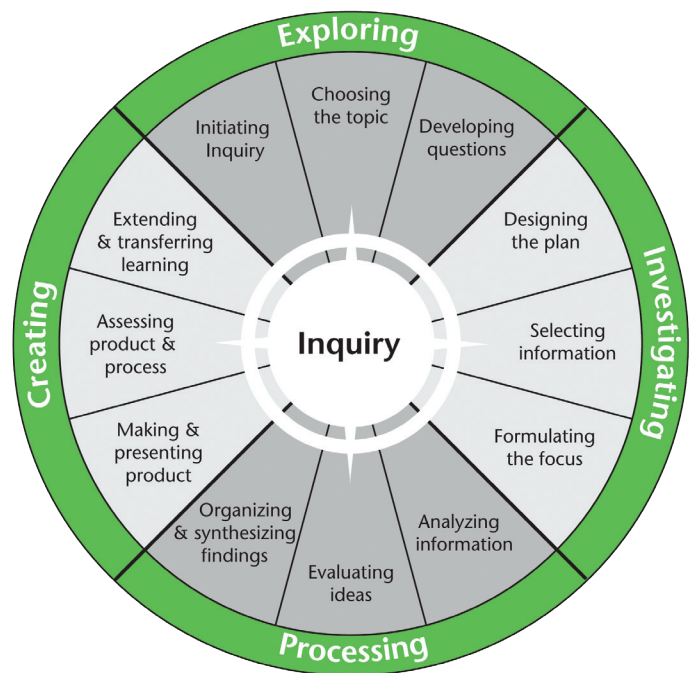 Exploring
Initiating
Inquiry
Choosing
the topic
Developing
questions
Investigating
Designing
the plan
Selecting
information
Formulating
the focus
Processing
Analyzing
information
Evaluating
ideas
Organizing
& synthesizing
findings
Creating
Making &
presenting
product
Assessing
product &
process
Extending
& transferring
learning
Inquiry